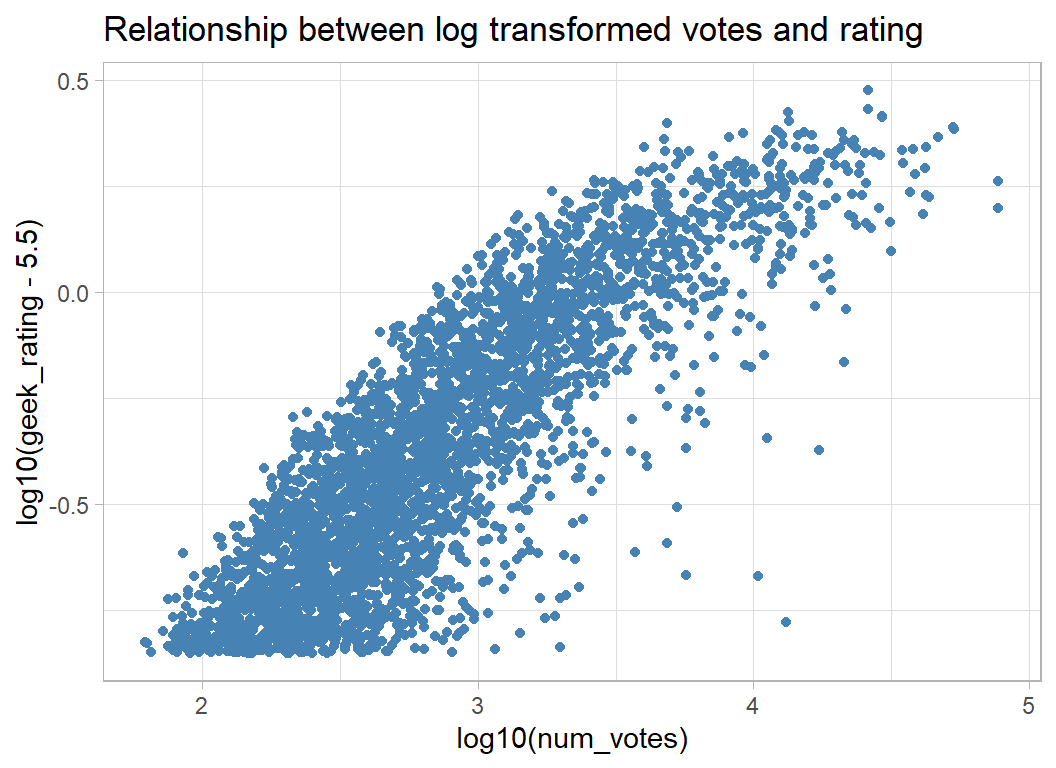 Relationship between log transformed votes and rating
0.5
0.0
-0.5
log10(geek_rating - 5.5)
2 3 4 5
log10(num_votes)